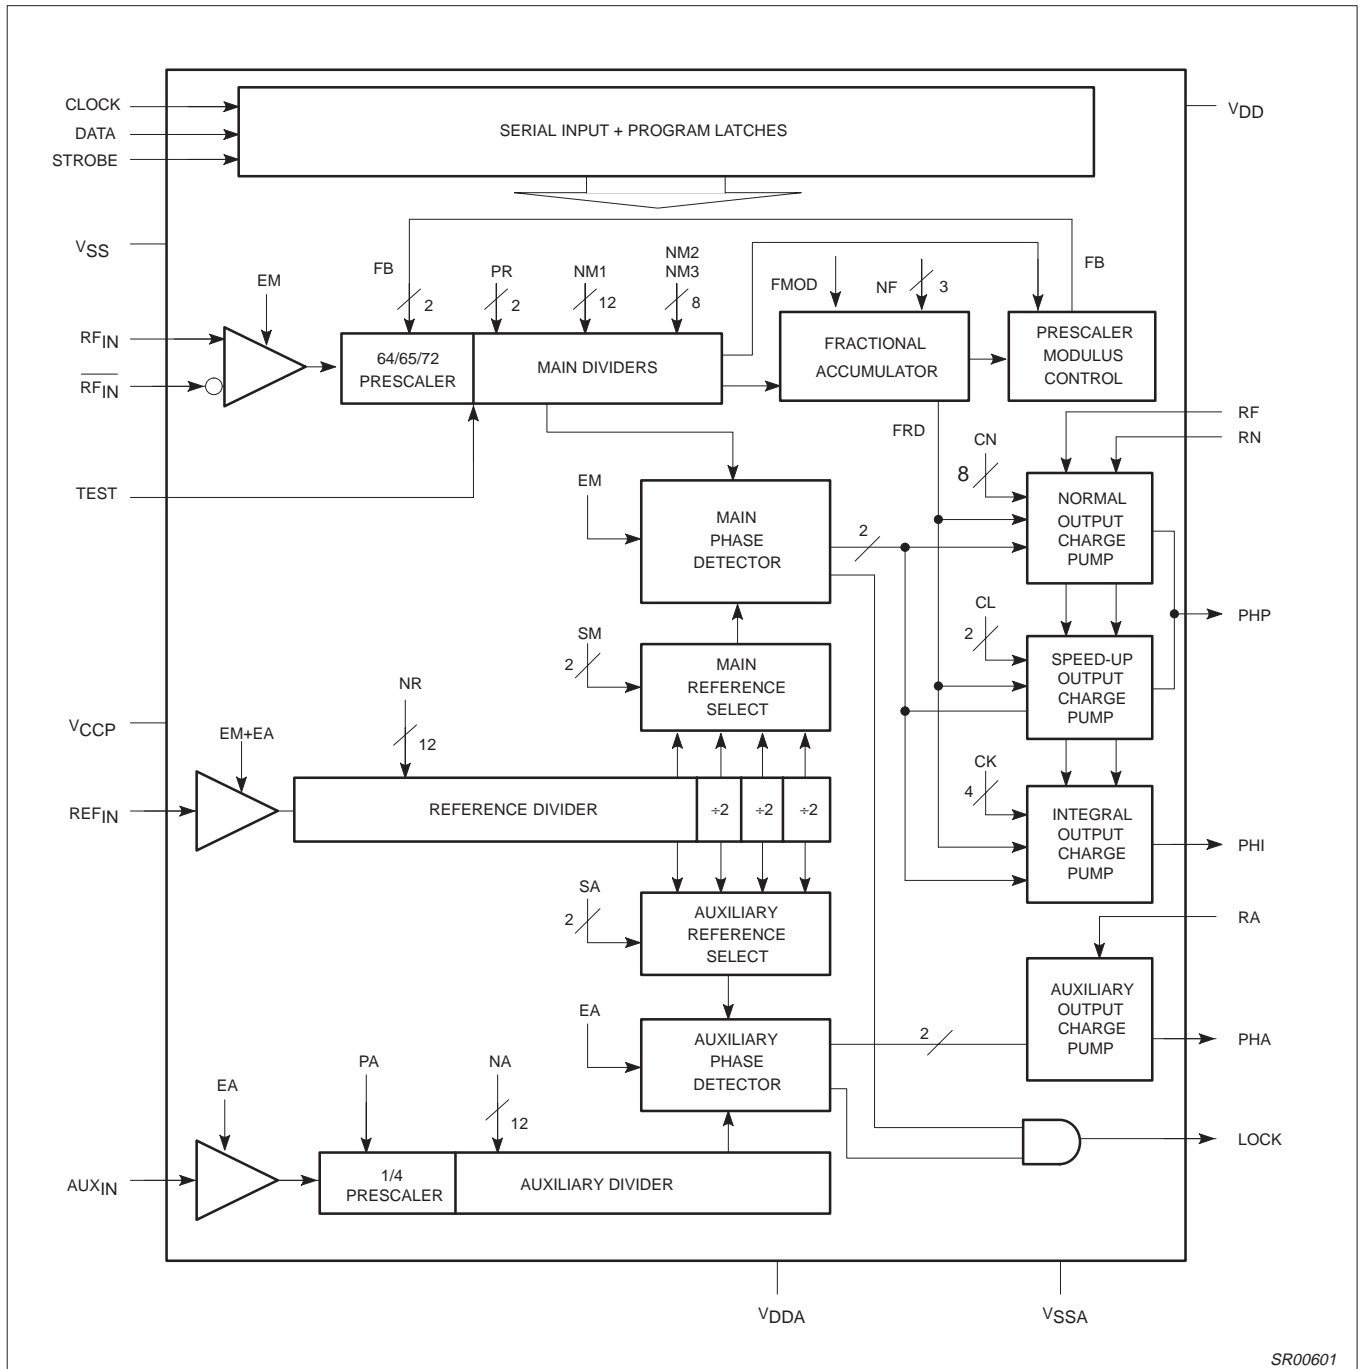 CLOCK
DATA
STROBE
SERIAL INPUT + PROGRAM LATCHES
VDD
VSS
EM
FB
2
PR
2
NM1
12
NM2
NM3
8
FMOD
NF
3
FB
RFIN
RFIN
64/65/72
PRESCALER
MAIN DIVIDERS
FRACTIONAL
ACCUMULATOR
PRESCALER
MODULUS
CONTROL
FRD
RF
RN
TEST
EM
MAIN
PHASE
DETECTOR
2
CN
8
NORMAL
OUTPUT
CHARGE
PUMP
PHP
SM
2
MAIN
REFERENCE
SELECT
CL
2
SPEED-UP
OUTPUT
CHARGE
PUMP
VCCP
EM+EA
NR
12
REFIN
REFERENCE DIVIDER
÷2
÷2
÷2
CK
4
INTEGRAL
OUTPUT
CHARGE
PUMP
PHI
SA
2
AUXILIARY
REFERENCE
SELECT
RA
EA
AUXILIARY
PHASE
DETECTOR
2
AUXILIARY
OUTPUT
CHARGE
PUMP
PHA
EA
PA
NA
12
LOCK
AUXIN
1/4
PRESCALER
AUXILIARY DIVIDER
VDDA
VSSA
SR00601